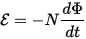 ℰ = −N dΦ/dt